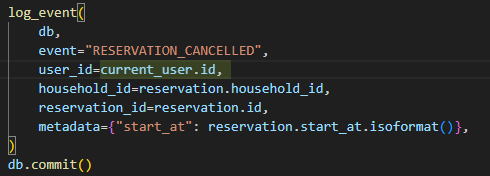 log_event(
    db,
    event="RESERVATION_CANCELLED",
    user_id=current_user.id,
    household_id=reservation.household_id,
    reservation_id=reservation.id,
    metadata={"start_at": reservation.start_at.isoformat()},
)
db.commit()